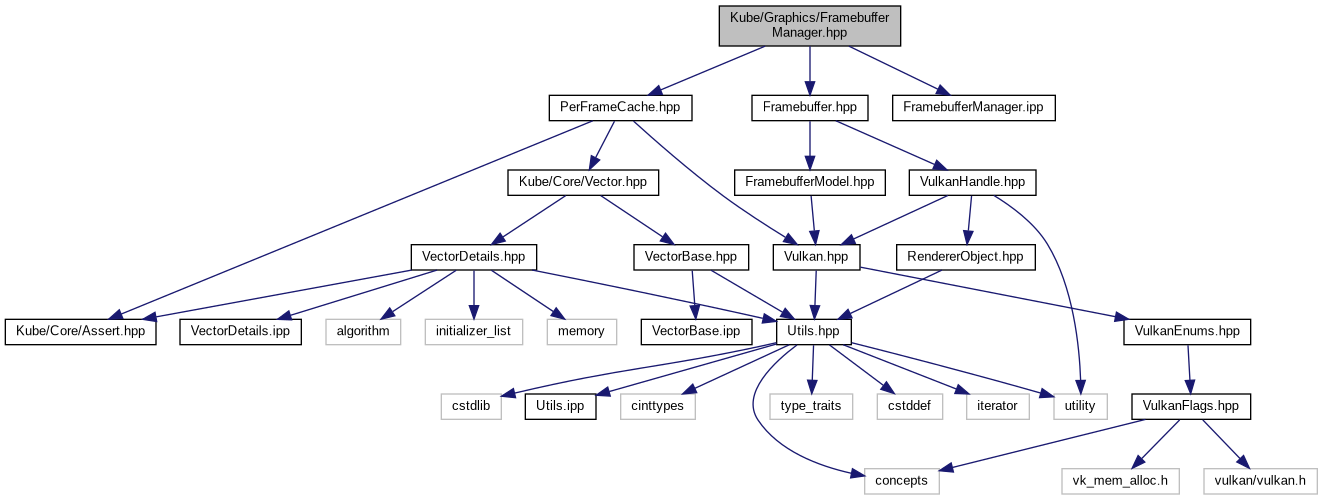 Kube/Graphics/Framebuffer
Manager.hpp
PerFrameCache.hpp
Framebuffer.hpp
FramebufferManager.ipp
Kube/Core/Vector.hpp
FramebufferModel.hpp
VulkanHandle.hpp
VectorDetails.hpp
VectorBase.hpp
Vulkan.hpp
RendererObject.hpp
Kube/Core/Assert.hpp
VectorDetails.ipp
algorithm
initializer_list
memory
VectorBase.ipp
Utils.hpp
VulkanEnums.hpp
cstdlib
Utils.ipp
cinttypes
type_traits
cstddef
iterator
utility
VulkanFlags.hpp
concepts
vk_mem_alloc.h
vulkan/vulkan.h